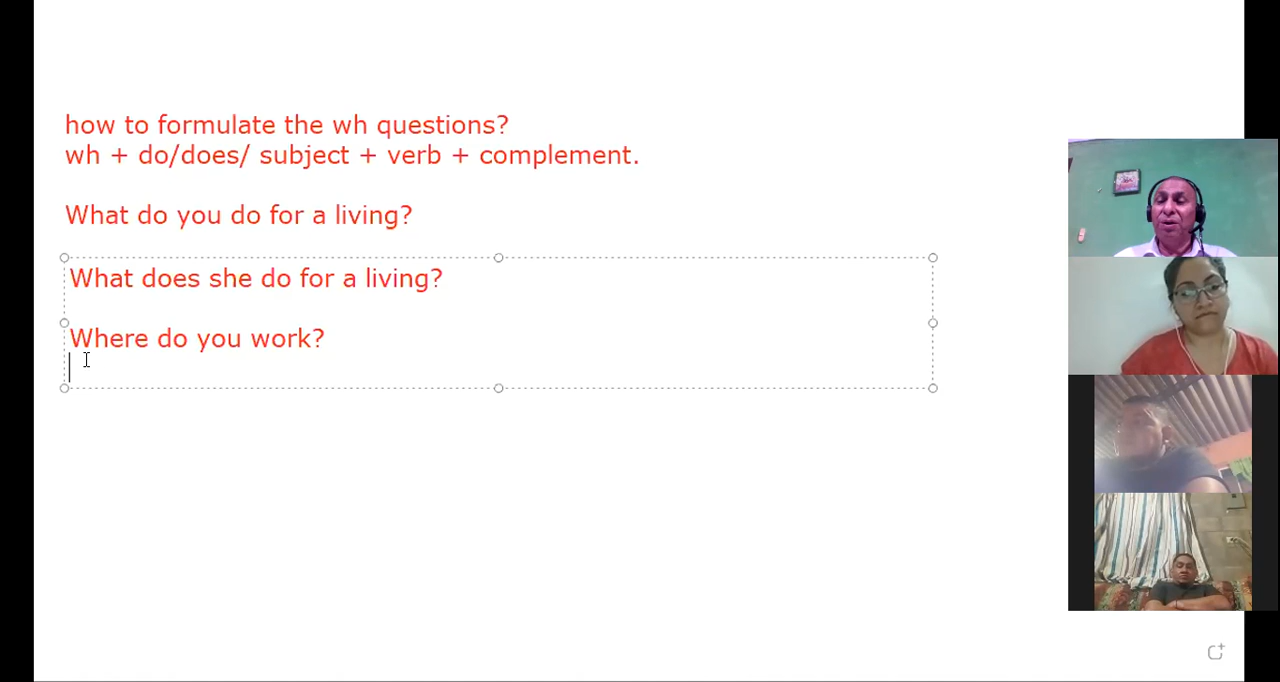 how to formulate the wh questions?
wh + do/does/ subject + verb + complement.
What do you do for a living?
What does she do for a living?
Where do you work?